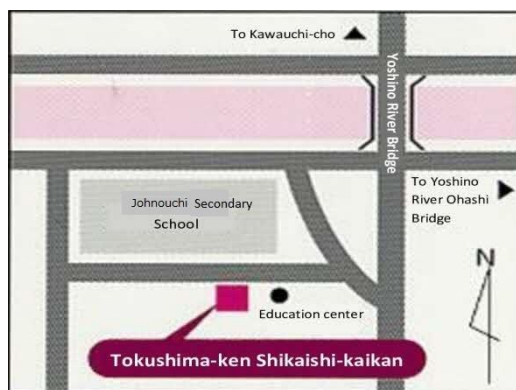 To Kawauchi-cho
Yoshino River Bridge
Johnouchi Secondary
School
To Yoshino
River Ohashi
Bridge
N
Education center
Tokushima-ken Shikaishi-kaikan